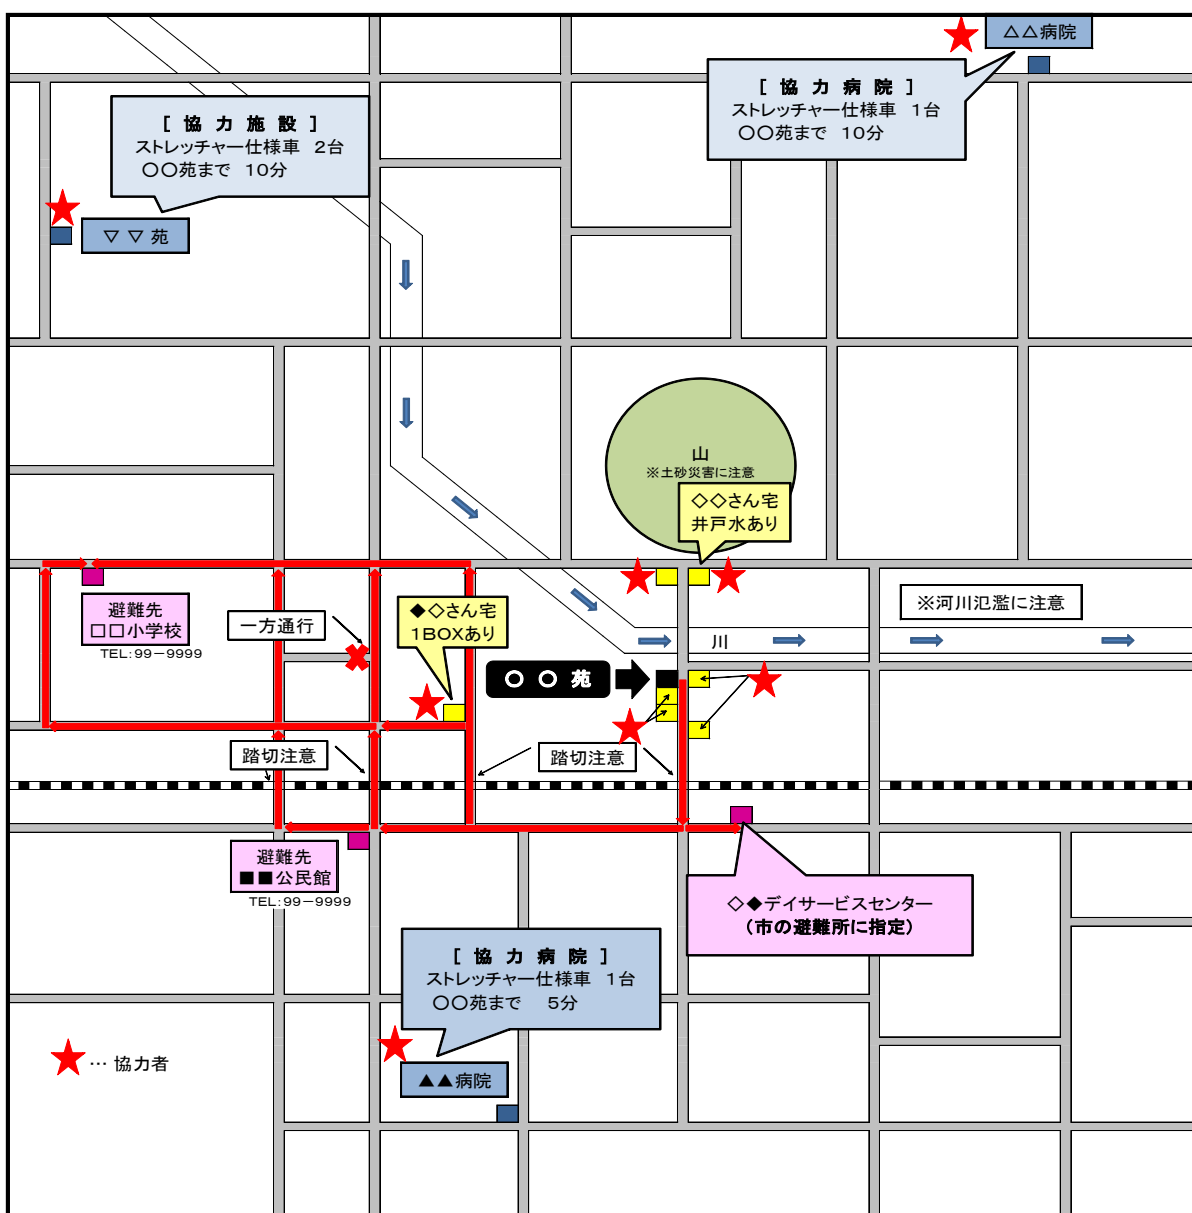 △△病院
［ 協 力 病 院 ］
ストレッチャー仕様車 1台
〇〇苑まで 10分
［ 協 力 施 設 ］
ストレッチャー仕様車 2台
〇〇苑まで 10分
▽ ▽ 苑
山
※土砂災害に注意
◇◇さん宅
井戸水あり
避難先
□□小学校
TEL:99－9999
一方通行
◆◇さん宅
1BOXあり
※河川氾濫に注意
川
〇 〇 苑
踏切注意
踏切注意
避難先
■■公民館
TEL:99－9999
◇◆デイサービスセンター
（市の避難所に指定）
［ 協 力 病 院 ］
ストレッチャー仕様車 1台
〇〇苑まで 5分
▲▲病院
★ … 協力者